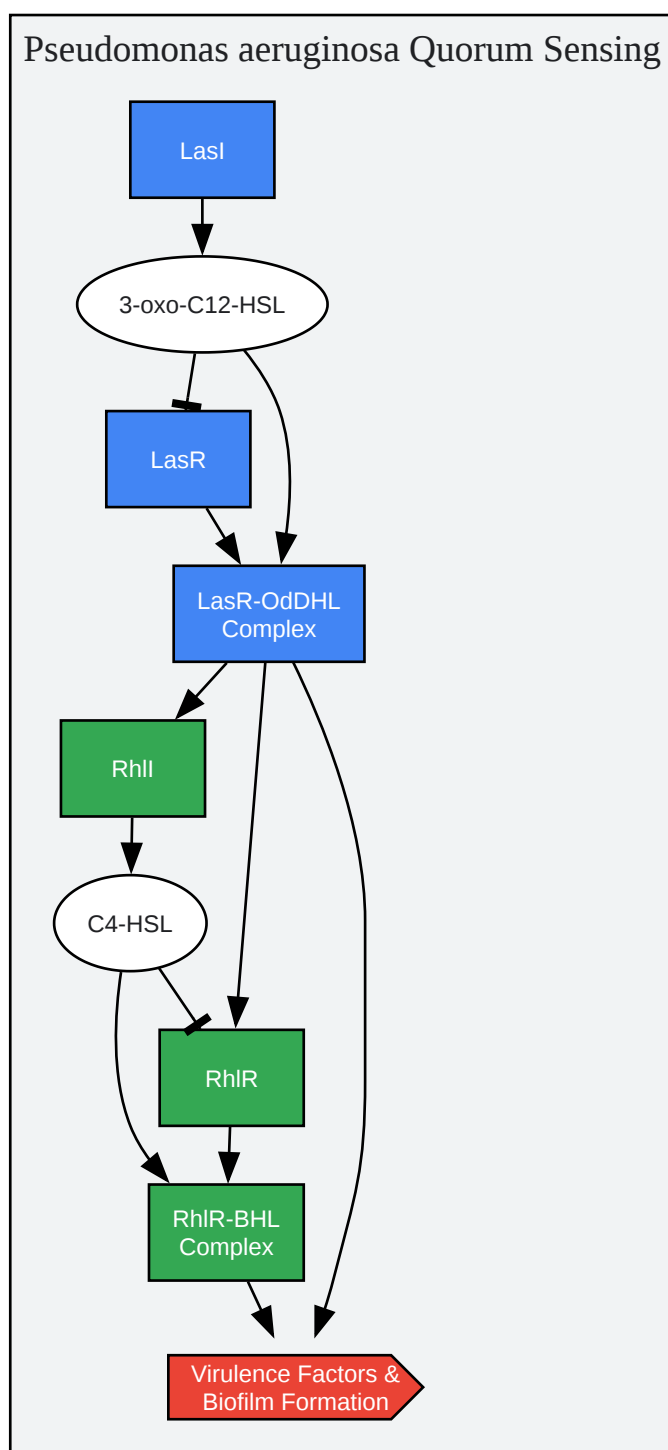 Pseudomonas aeruginosa Quorum Sensing
LasI
3-oxo-C12-HSL
LasR
LasR-OdDHL
Complex
RhlI
C4-HSL
RhlR
RhlR-BHL
Complex
Virulence Factors &
Biofilm Formation